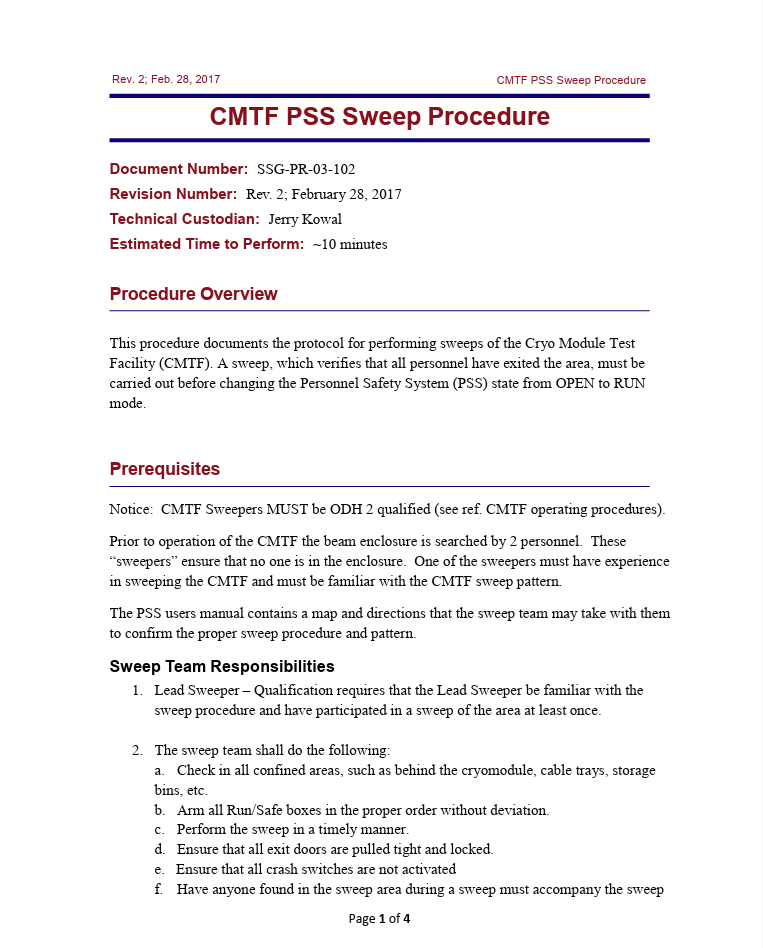 Rev. 2; Feb. 28, 2017 CMTF PSS Sweep Procedure
CMTF PSS Sweep Procedure
Document Number: SSG-PR-03-102
Revision Number: Rev. 2; February 28, 2017
Technical Custodian: Jerry Kowal
Estimated Time to Perform: ~10 minutes
Procedure Overview
This procedure documents the protocol for performing sweeps of the Cryo Module Test
Facility (CMTF). A sweep, which verifies that all personnel have exited the area, must be
carried out before changing the Personnel Safety System (PSS) state from OPEN to RUN
mode.
Prerequisites
Notice: CMTF Sweepers MUST be ODH 2 qualified (see ref. CMTF operating procedures).
Prior to operation of the CMTF the beam enclosure is searched by 2 personnel. These
“sweepers” ensure that no one is in the enclosure. One of the sweepers must have experience
in sweeping the CMTF and must be familiar with the CMTF sweep pattern.
The PSS users manual contains a map and directions that the sweep team may take with them
to confirm the proper sweep procedure and pattern.
Sweep Team Responsibilities
1. Lead Sweeper – Qualification requires that the Lead Sweeper be familiar with the
sweep procedure and have participated in a sweep of the area at least once.
2. The sweep team shall do the following:
a. Check in all confined areas, such as behind the cryomodule, cable trays, storage
bins, etc.
b. Arm all Run/Safe boxes in the proper order without deviation.
c. Perform the sweep in a timely manner.
d. Ensure that all exit doors are pulled tight and locked.
e. Ensure that all crash switches are not activated
f. Have anyone found in the sweep area during a sweep must accompany the sweep
Page 1 of 4